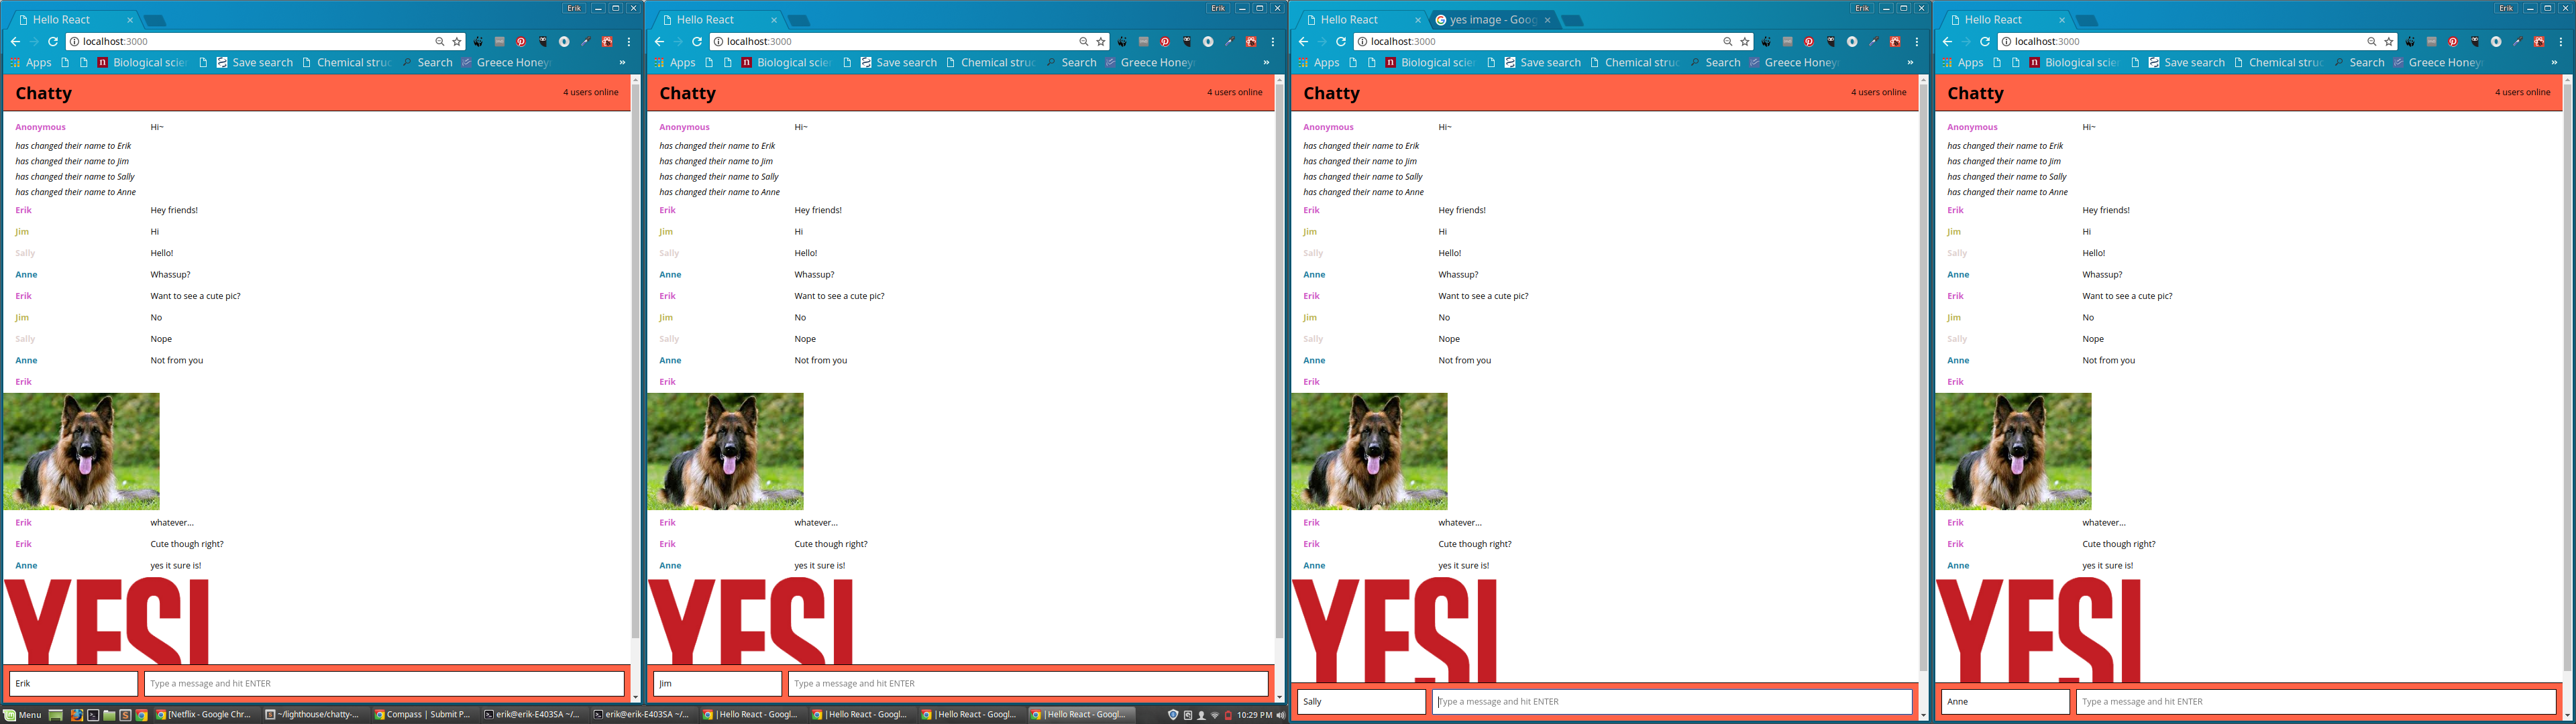 Erik
Hello React
localhost:3000
Apps Biological scien Save search Chemical struc Search Greece Honeyr »
Chatty 4 users online
Anonymous Hi~
has changed their name to Erik
has changed their name to Jim
has changed their name to Sally
has changed their name to Anne
Erik Hey friends!
Jim Hi
Sally Hello!
Anne Whassup?
Erik Want to see a cute pic?
Jim No
Sally Nope
Anne Not from you
Erik
Erik whatever...
Erik Cute though right?
Anne yes it sure is!
YES!
Erik Type a message and hit ENTER
Erik
Hello React
localhost:3000
Apps Biological scien Save search Chemical struc Search Greece Honeyr »
Chatty 4 users online
Anonymous Hi~
has changed their name to Erik
has changed their name to Jim
has changed their name to Sally
has changed their name to Anne
Erik Hey friends!
Jim Hi
Sally Hello!
Anne Whassup?
Erik Want to see a cute pic?
Jim No
Sally Nope
Anne Not from you
Erik
Erik whatever...
Erik Cute though right?
Anne yes it sure is!
YES!
Jim Type a message and hit ENTER
Erik
Hello React yes image - Goog
localhost:3000
Apps Biological scien Save search Chemical struc Search Greece Honeyr »
Chatty 4 users online
Anonymous Hi~
has changed their name to Erik
has changed their name to Jim
has changed their name to Sally
has changed their name to Anne
Erik Hey friends!
Jim Hi
Sally Hello!
Anne Whassup?
Erik Want to see a cute pic?
Jim No
Sally Nope
Anne Not from you
Erik
Erik whatever...
Erik Cute though right?
Anne yes it sure is!
YES!
Sally Type a message and hit ENTER
Erik
Hello React
localhost:3000
Apps Biological scien Save search Chemical struc Search Greece Honeyr »
Chatty 4 users online
Anonymous Hi~
has changed their name to Erik
has changed their name to Jim
has changed their name to Sally
has changed their name to Anne
Erik Hey friends!
Jim Hi
Sally Hello!
Anne Whassup?
Erik Want to see a cute pic?
Jim No
Sally Nope
Anne Not from you
Erik
Erik whatever...
Erik Cute though right?
Anne yes it sure is!
YES!
Anne Type a message and hit ENTER
Menu [Netflix - Google Chr... ~/lighthouse/chatty-... Compass | Submit P... erik@erik-E403SA ~/... erik@erik-E403SA ~/... |Hello React - Googl... |Hello React - Googl... |Hello React - Googl... |Hello React - Googl... 10:29 PM